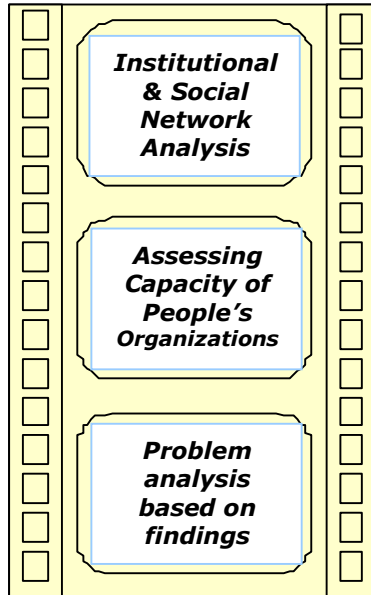 Institutional
& Social
Network
Analysis
Assessing
Capacity of
People’s
Organizations
Problem
analysis
based on
findings